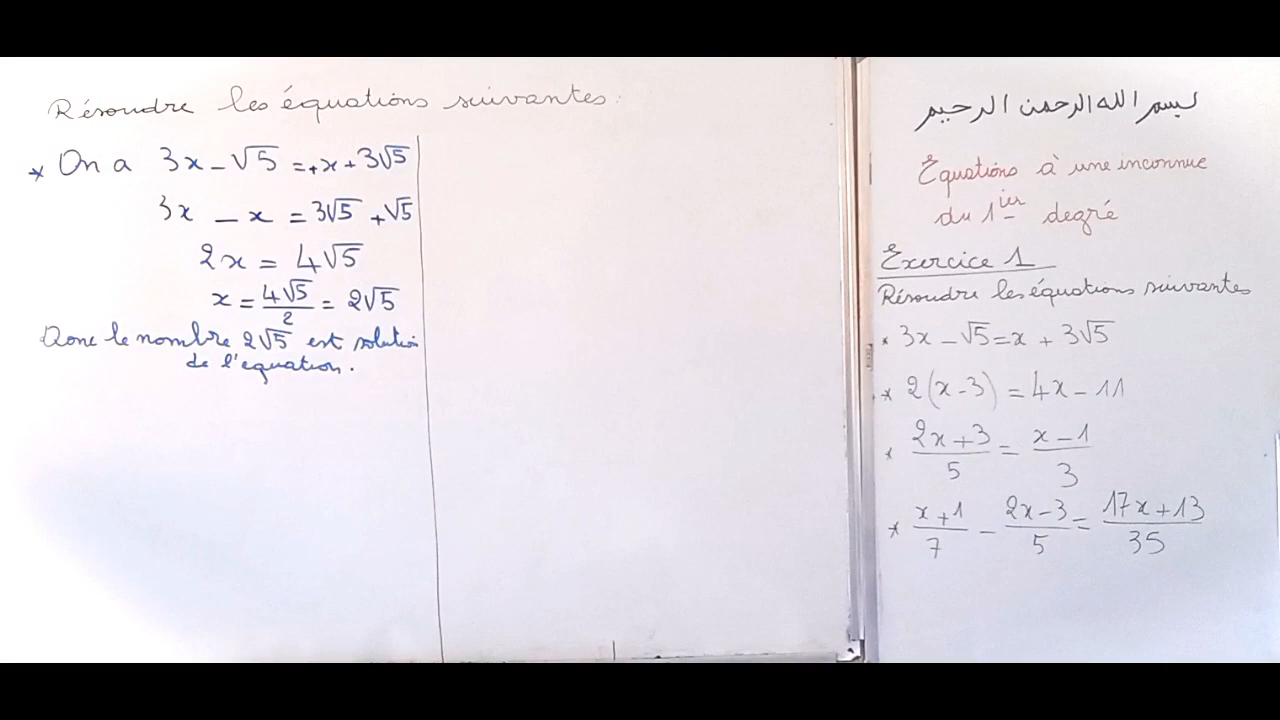 Résoudre les équations suivantes:
* On a 3x - √5 = +x + 3√5
3x - x = 3√5 + √5
2x = 4√5
x = 4√5/2 = 2√5
Donc le nombre 2√5 est solution
de l'equation.
بسم الله الرحمن الرحيم
Equations à une inconnue
du 1ier degré
Exercice 1
Résoudre les équations suivantes
* 3x - √5 = x + 3√5
* 2(x-3) = 4x - 11
* (2x+3)/5 = (x-1)/3
* (x+1)/7 - (2x-3)/5 = (17x+13)/35